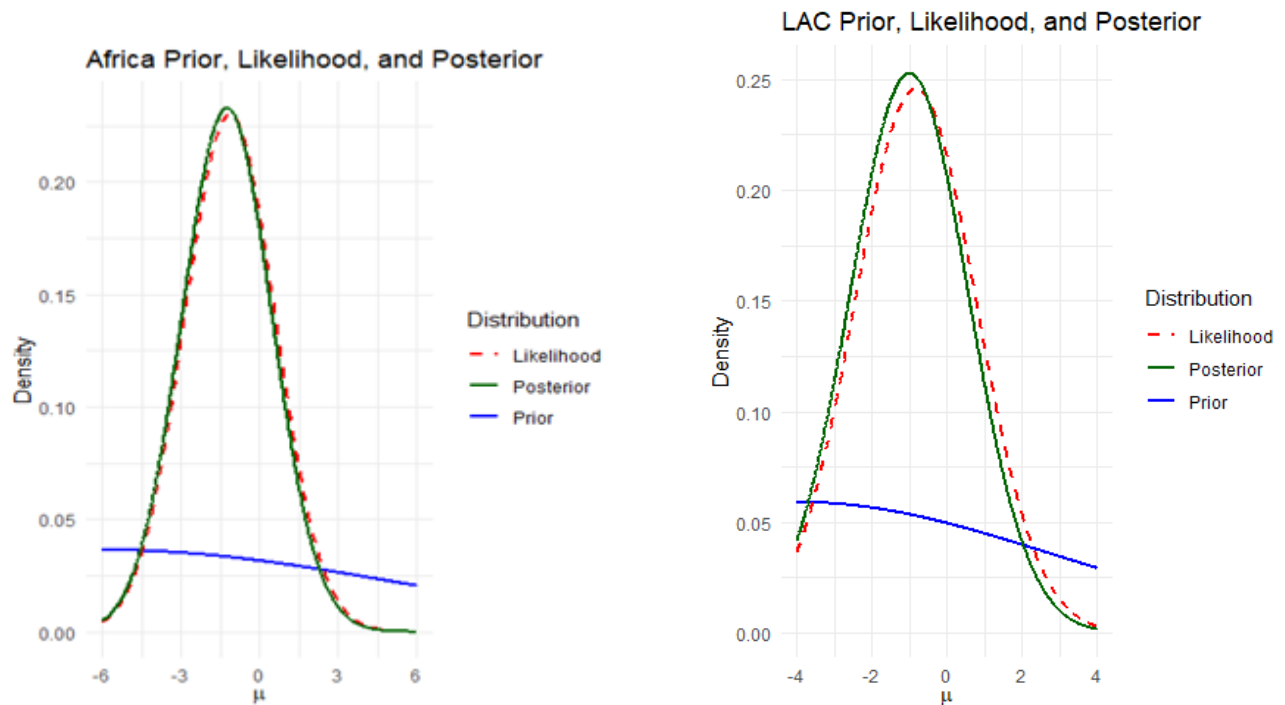 Africa Prior, Likelihood, and Posterior
0.20
0.15
0.10
0.05
0.00
Density
-6 -3 0 3 6
μ
Distribution
Likelihood
Posterior
Prior
LAC Prior, Likelihood, and Posterior
0.25
0.20
0.15
0.10
0.05
0.00
Density
-4 -2 0 2 4
μ
Distribution
Likelihood
Posterior
Prior